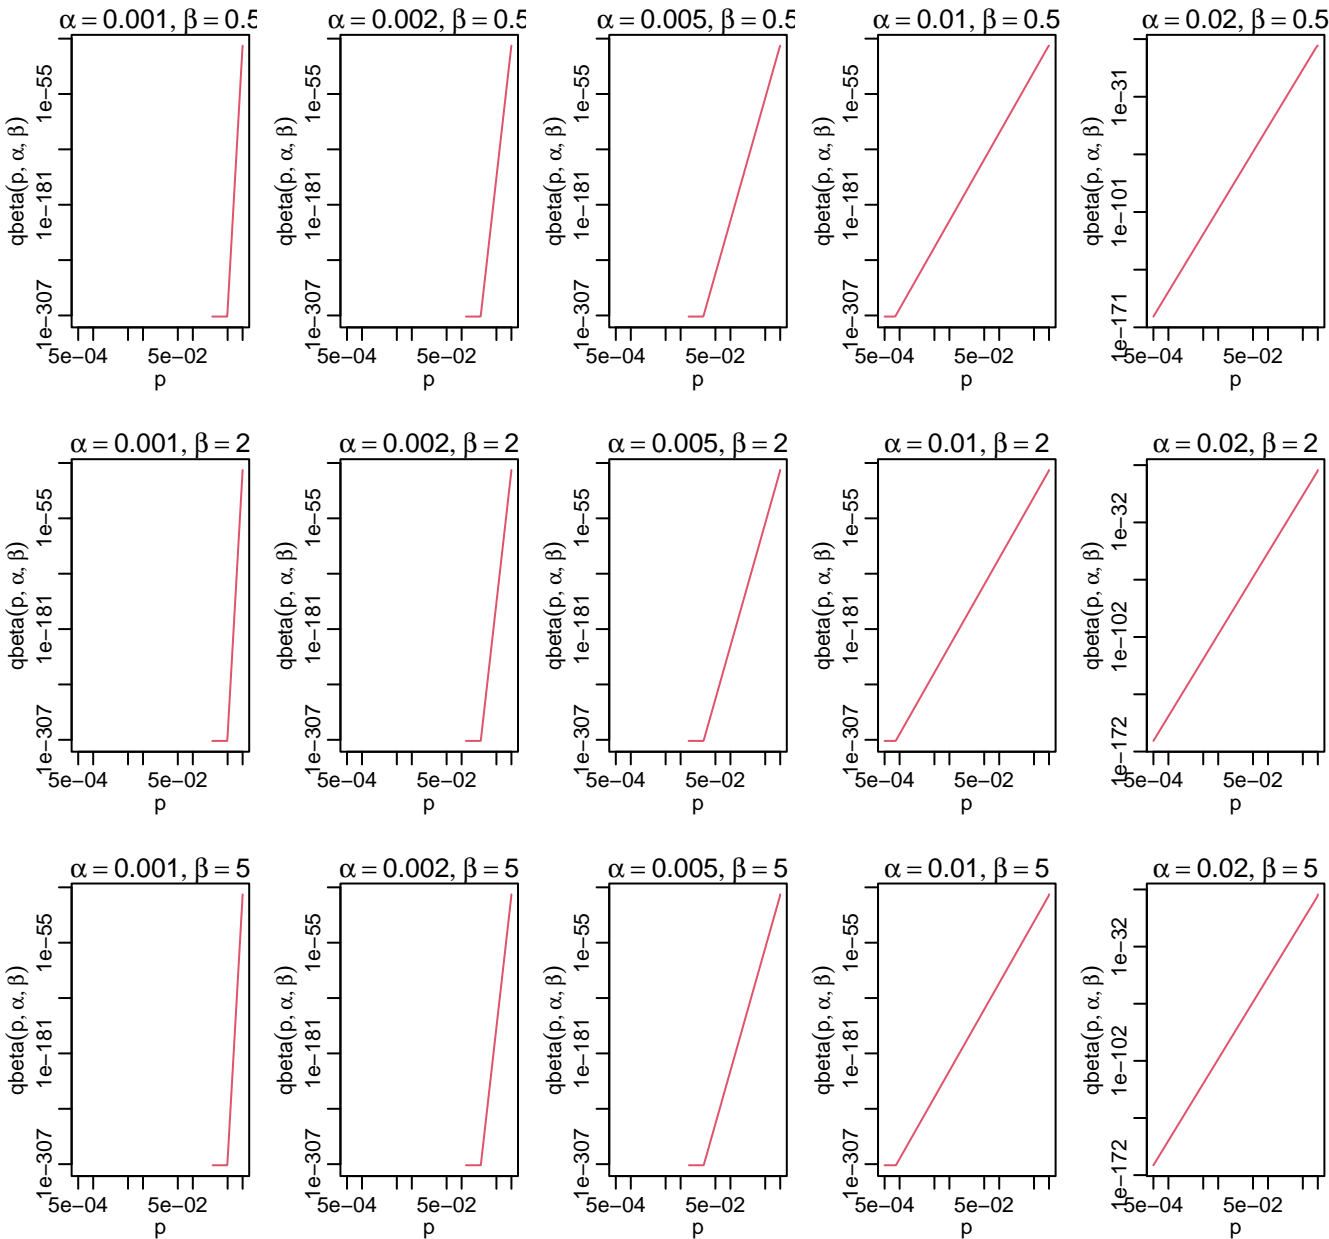 α = 0.001, β = 0.5
qbeta(p, α, β)
1e−55
1e−181
1e−307
5e−04 5e−02
p
α = 0.002, β = 0.5
qbeta(p, α, β)
1e−55
1e−181
1e−307
5e−04 5e−02
p
α = 0.005, β = 0.5
qbeta(p, α, β)
1e−55
1e−181
1e−307
5e−04 5e−02
p
α = 0.01, β = 0.5
qbeta(p, α, β)
1e−55
1e−181
1e−307
5e−04 5e−02
p
α = 0.02, β = 0.5
qbeta(p, α, β)
1e−31
1e−101
1e−171
5e−04 5e−02
p
α = 0.001, β = 2
qbeta(p, α, β)
1e−55
1e−181
1e−307
5e−04 5e−02
p
α = 0.002, β = 2
qbeta(p, α, β)
1e−55
1e−181
1e−307
5e−04 5e−02
p
α = 0.005, β = 2
qbeta(p, α, β)
1e−55
1e−181
1e−307
5e−04 5e−02
p
α = 0.01, β = 2
qbeta(p, α, β)
1e−55
1e−181
1e−307
5e−04 5e−02
p
α = 0.02, β = 2
qbeta(p, α, β)
1e−32
1e−102
1e−172
5e−04 5e−02
p
α = 0.001, β = 5
qbeta(p, α, β)
1e−55
1e−181
1e−307
5e−04 5e−02
p
α = 0.002, β = 5
qbeta(p, α, β)
1e−55
1e−181
1e−307
5e−04 5e−02
p
α = 0.005, β = 5
qbeta(p, α, β)
1e−55
1e−181
1e−307
5e−04 5e−02
p
α = 0.01, β = 5
qbeta(p, α, β)
1e−55
1e−181
1e−307
5e−04 5e−02
p
α = 0.02, β = 5
qbeta(p, α, β)
1e−32
1e−102
1e−172
5e−04 5e−02
p